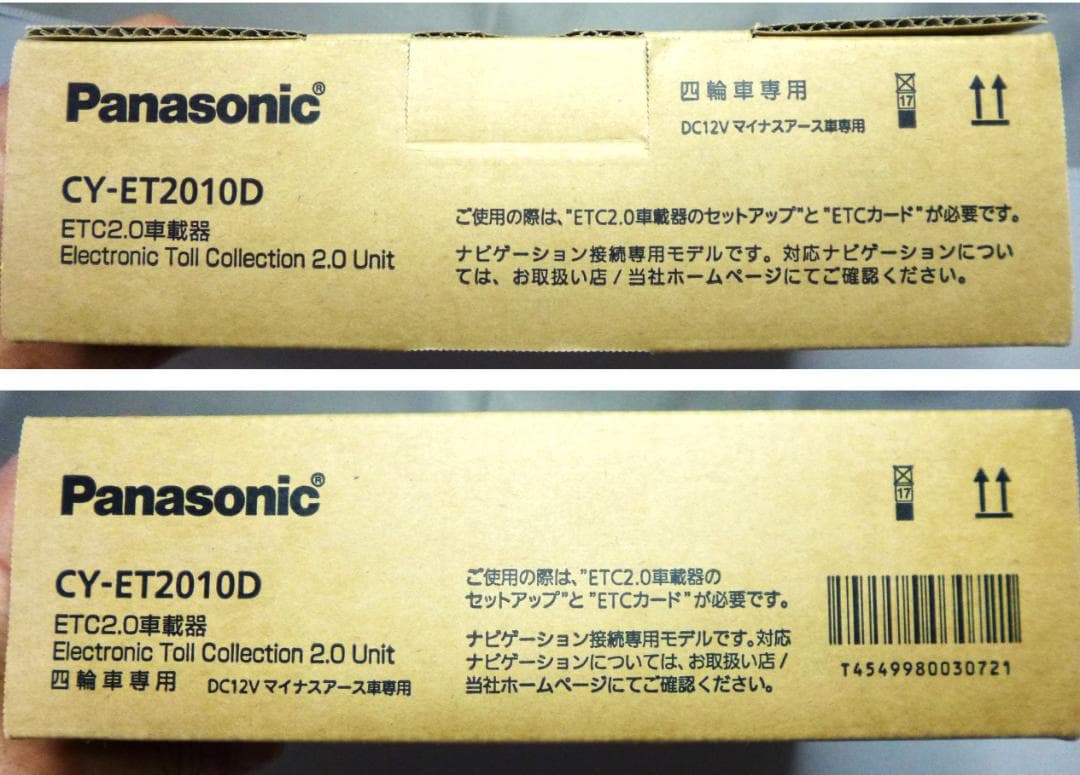 Panasonic®
四輪車専用
17
DC12V マイナスアース車専用
CY-ET2010D
ETC2.0車載器
Electronic Toll Collection 2.0 Unit
ご使用の際は、"ETC2.0車載器のセットアップ"と"ETCカード"が必要です。
ナビゲーション接続専用モデルです。対応ナビゲーションについ
ては、お取扱い店/当社ホームページにてご確認ください。
Panasonic®
17
CY-ET2010D
ETC2.0車載器
Electronic Toll Collection 2.0 Unit
四輪車専用 DC12V マイナスアース車専用
ご使用の際は、"ETC2.0車載器の
セットアップ"と"ETCカード"が必要です。
ナビゲーション接続専用モデルです。対応
ナビゲーションについては、お取扱い店/
当社ホームページにてご確認ください。
T4549980030721